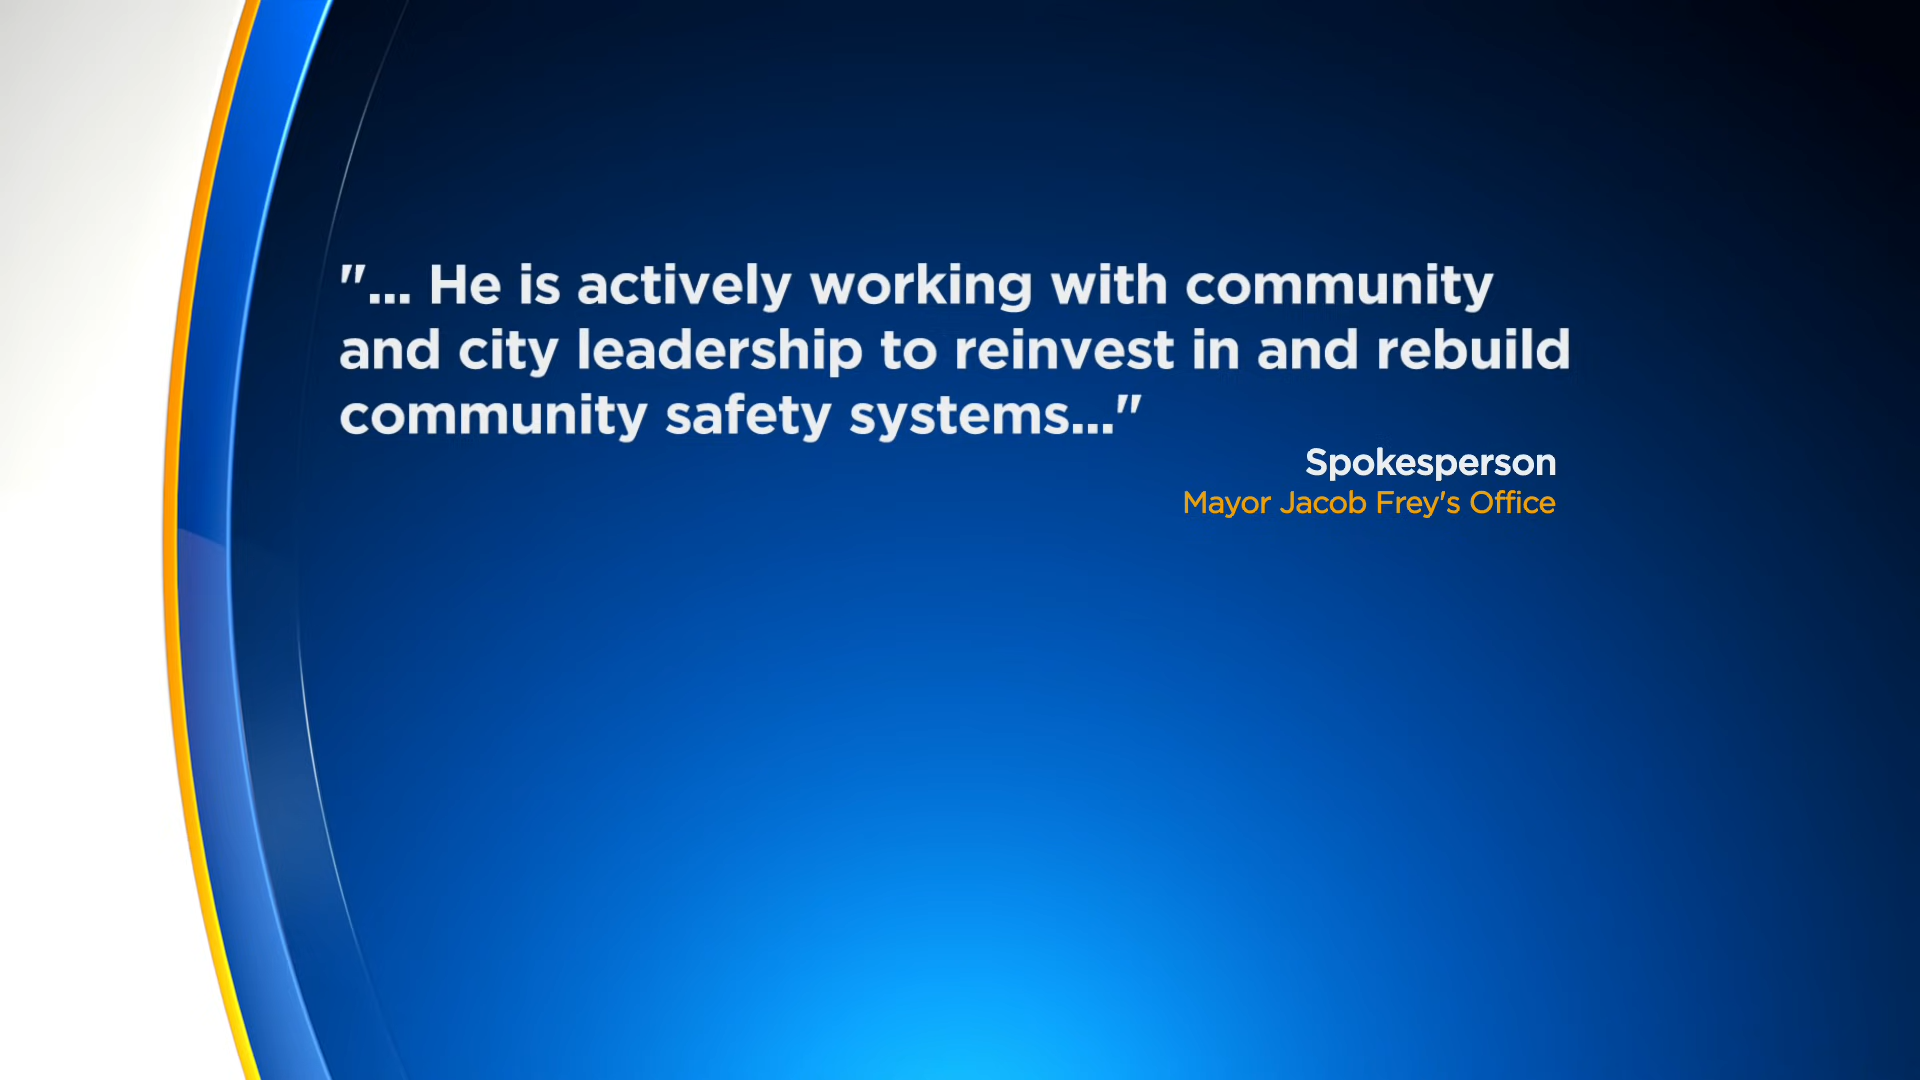 "... He is actively working with community
and city leadership to reinvest in and rebuild
community safety systems..."
Spokesperson
Mayor Jacob Frey's Office